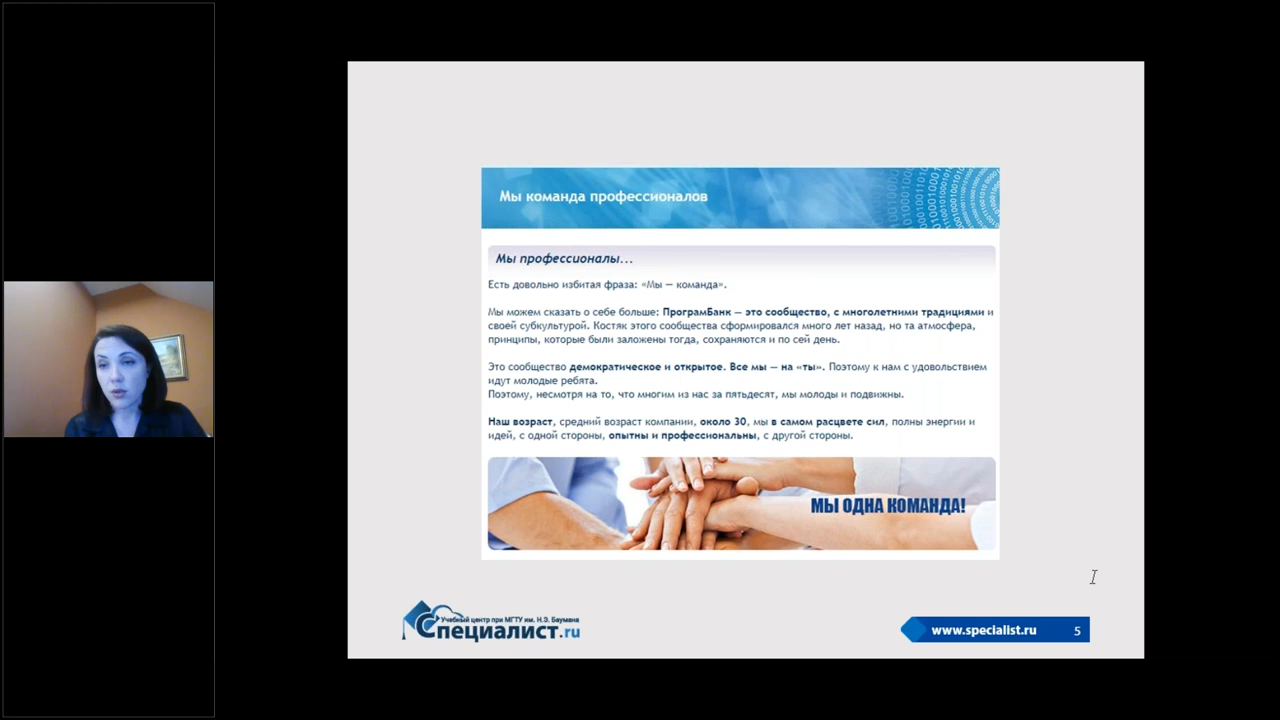 Мы команда профессионалов
Мы профессионалы...
Есть довольно избитая фраза: «Мы — команда».
Мы можем сказать о себе больше: ПрограмБанк — это сообщество, с многолетними традициями и
своей субкультурой. Костяк этого сообщества сформировался много лет назад, но та атмосфера,
принципы, которые были заложены тогда, сохраняются и по сей день.
Это сообщество демократическое и открытое. Все мы — на «ты». Поэтому к нам с удовольствием
идут молодые ребята.
Поэтому, несмотря на то, что многим из нас за пятьдесят, мы молоды и подвижны.
Наш возраст, средний возраст компании, около 30, мы в самом расцвете сил, полны энергии и
идей, с одной стороны, опытны и профессиональны, с другой стороны.
МЫ ОДНА КОМАНДА!
Учебный центр при МГТУ им. Н.Э. Баумана
Специалист.ru
www.specialist.ru 5